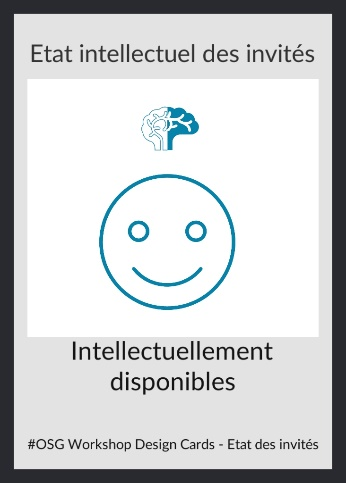 Etat intellectuel des invités
Intellectuellement
disponibles
#OSG Workshop Design Cards - Etat des invités